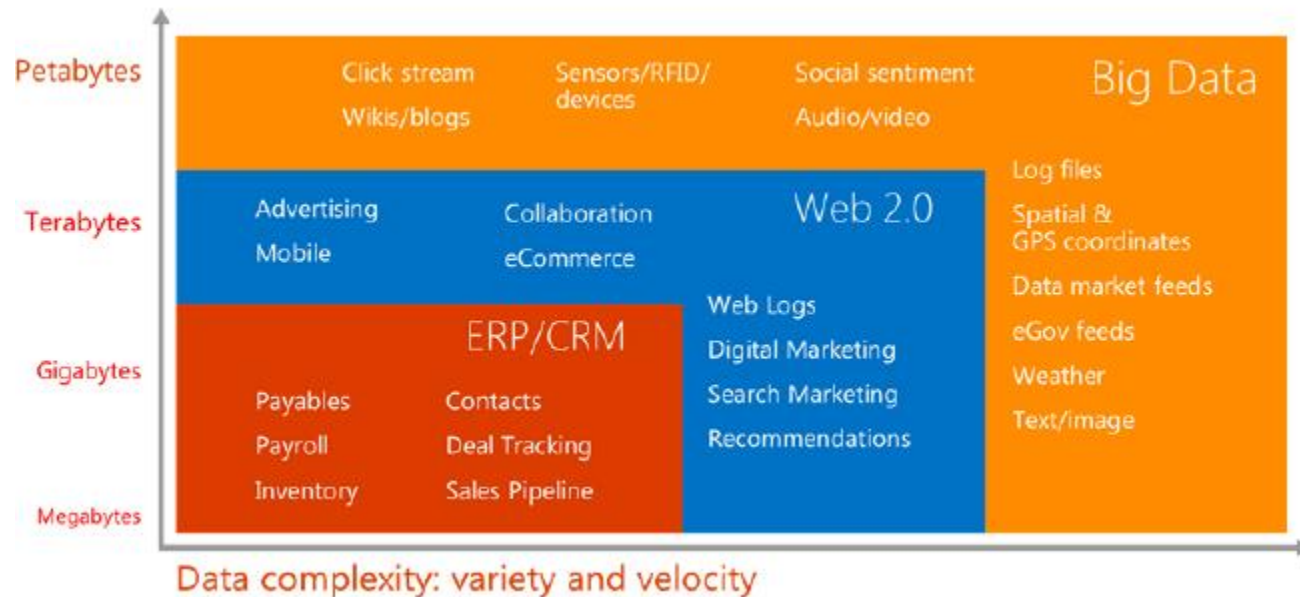 Petabytes
Click stream
Wikis/blogs
Sensors/RFID/
devices
Social sentiment
Audio/video
Big Data
Log files
Spatial &
GPS coordinates
Data market feeds
eGov feeds
Weather
Text/image
Terabytes
Advertising
Mobile
Collaboration
eCommerce
Web 2.0
Web Logs
Digital Marketing
Search Marketing
Recommendations
Gigabytes
ERP/CRM
Payables
Payroll
Inventory
Contacts
Deal Tracking
Sales Pipeline
Megabytes
Data complexity: variety and velocity